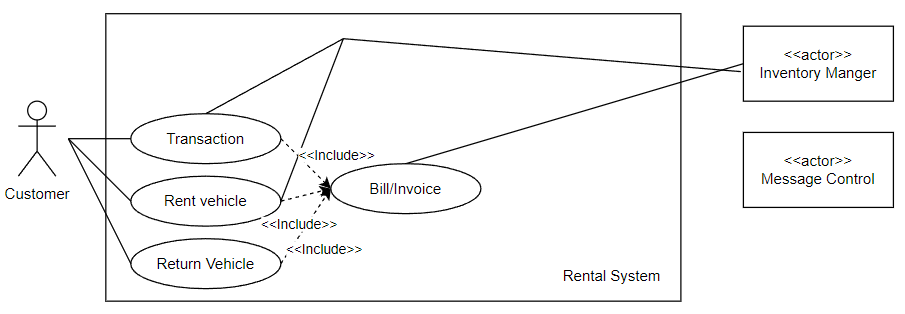 <<actor>>
Inventory Manger
Transaction
<<Include>>
<<actor>>
Message Control
Customer
Rent vehicle
Bill/Invoice
<<Include>>
<<Include>>
Return Vehicle
Rental System